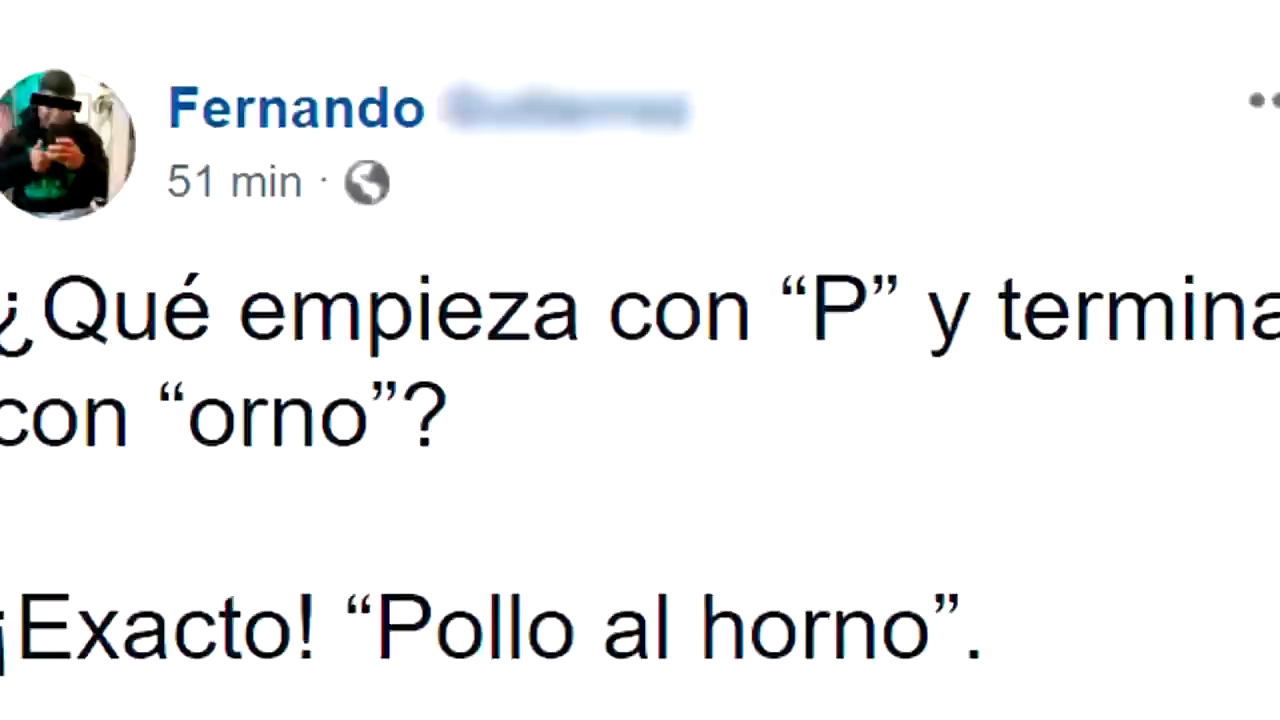 Fernando
51 min ·
¿Qué empieza con “P” y termina
con “orno”?
¡Exacto! “Pollo al horno”.